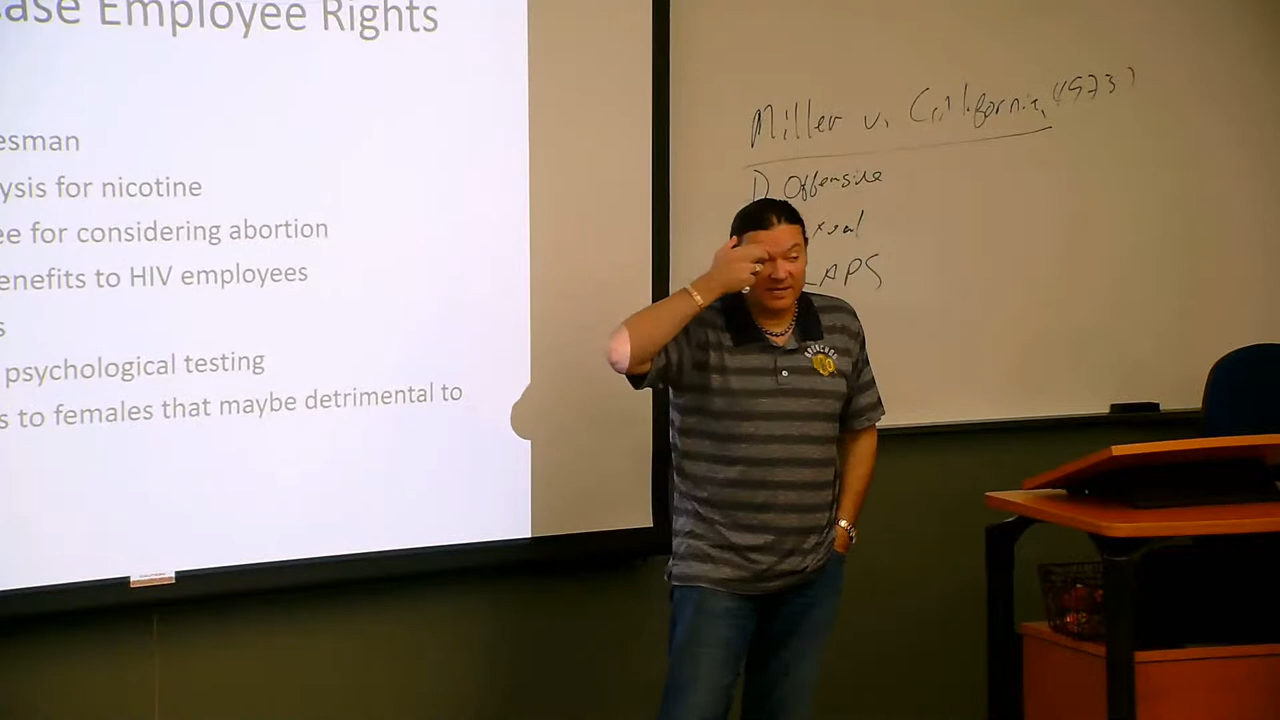 ase Employee Rights
esman
ysis for nicotine
ee for considering abortion
enefits to HIV employees
s
psychological testing
s to females that maybe detrimental to
Miller v. California, (1973)
Offensive
xual
LAPS